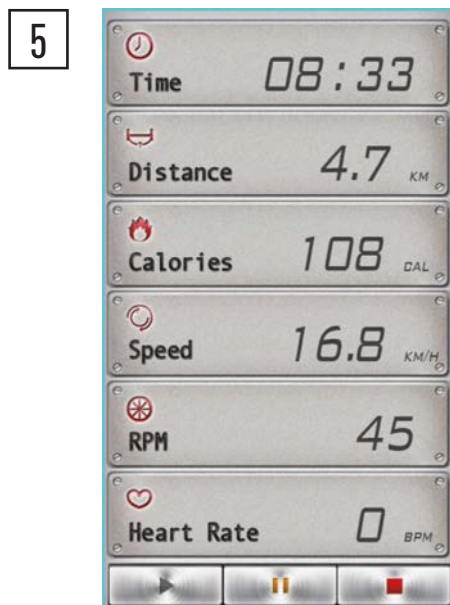 5
Time 08:33
Distance 4.7 KM
Calories 108 CAL
Speed 16.8 KM/H
RPM 45
Heart Rate 0 BPM